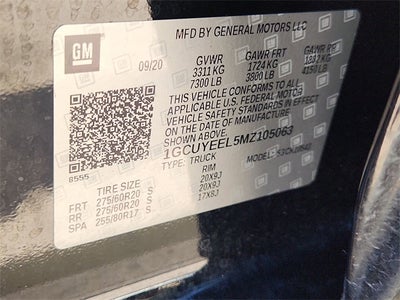 MFD BY GENERAL MOTORS LLC
GM
09/20
GVWR GAWR FRT GAWR RR
3311 KG 1724 KG 1882 KG
7300 LB 3800 LB 4150 LB
THIS VEHICLE CONFORMS TO ALL
APPLICABLE U.S. FEDERAL MOTOR
VEHICLE SAFETY STANDARDS IN EFFECT
ON THE DATE OF MANUFACTURE
SHOWN ABOVE.
1GCUYEEL5MZ105063
TYPE: TRUCK MODEL:
8555
TIRE SIZE RIM
FRT 275/60R20 S 20X9J
RR 275/60R20 S 20X9J
SPA 255/80R17 S 17X8J